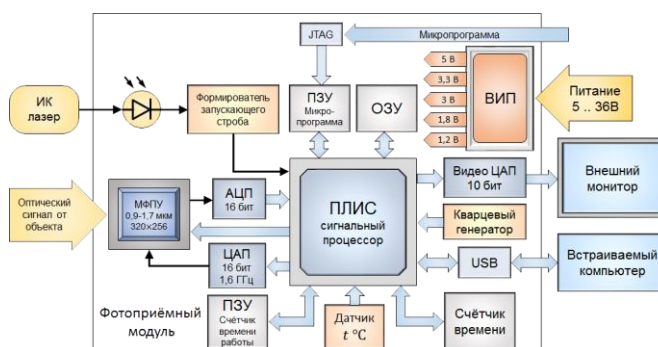 JTAG
Микропрограмма
ИК
лазер
Формирователь
запускающего
строба
ПЗУ
Микро-
программа
ОЗУ
5 В
3,3 В
3 В
1,8 В
1,2 В
ВИП
Питание
5 .. 36В
Оптический
сигнал от
объекта
МФПУ
0,9-1,7 мкм
320×256
АЦП
16 бит
ПЛИС
сигнальный
процессор
Видео ЦАП
10 бит
Внешний
монитор
Кварцевый
генератор
ЦАП
16 бит
1,6 ГГц
USB
Встраиваемый
компьютер
Фотоприёмный
модуль
ПЗУ
Счётчик
времени
работы
Датчик
t °C
Счётчик
времени